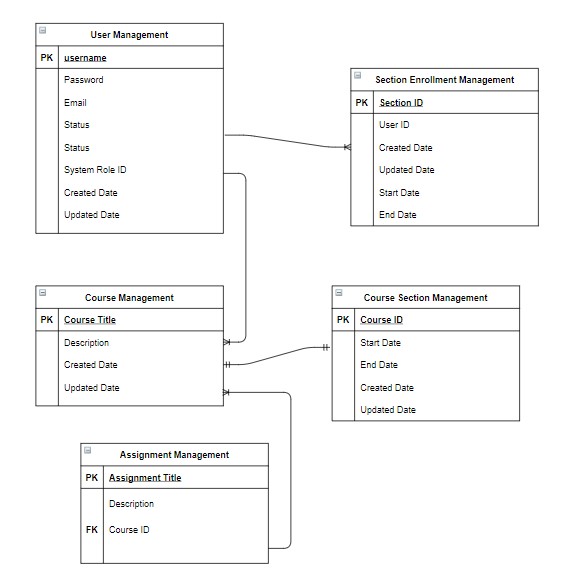 User Management
PK username
Password
Email
Status
Status
System Role ID
Created Date
Updated Date
Section Enrollment Management
PK Section ID
User ID
Created Date
Updated Date
Start Date
End Date
Course Management
PK Course Title
Description
Created Date
Updated Date
Course Section Management
PK Course ID
Start Date
End Date
Created Date
Updated Date
Assignment Management
PK Assignment Title
Description
FK Course ID